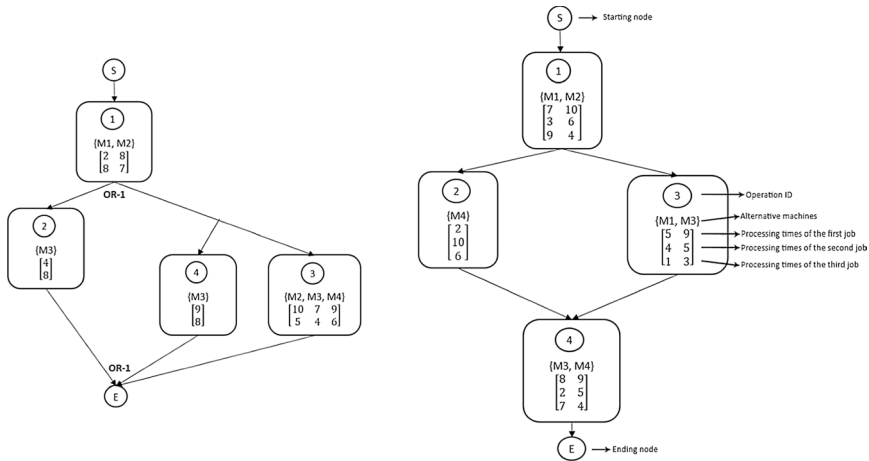 S
1
{M1, M2}
[2 8]
[8 7]
OR-1
2
{M3}
[4]
[8]
4
{M3}
[9]
[8]
3
{M2, M3, M4}
[10 7 9]
[5 4 6]
OR-1
E
S Starting node
1
{M1, M2}
[7 10]
[3 6]
[9 4]
2
{M4}
[2]
[10]
[6]
3 Operation ID
{M1, M3} Alternative machines
[5 9] Processing times of the first job
[4 5] Processing times of the second job
[1 3] Processing times of the third job
4
{M3, M4}
[8 9]
[2 5]
[7 4]
E Ending node